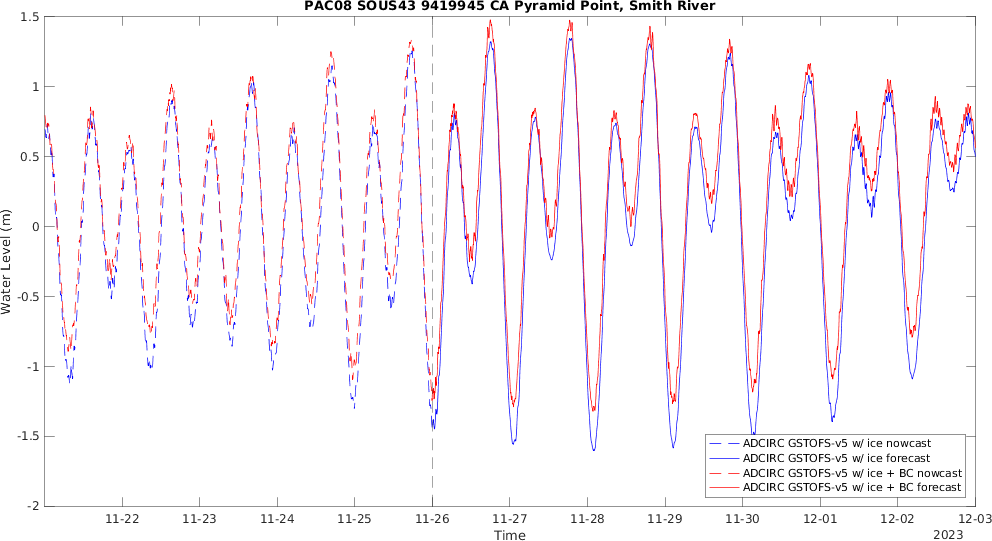 PAC08 SOUS43 9419945 CA Pyramid Point, Smith River
1.5
1
0.5
0
-0.5
-1
-1.5
-2
Water Level (m)
11-22 11-23 11-24 11-25 11-26 11-27 11-28 11-29 11-30 12-01 12-02 12-03
Time
2023
ADCIRC GSTOFS-v5 w/ ice nowcast
ADCIRC GSTOFS-v5 w/ ice forecast
ADCIRC GSTOFS-v5 w/ ice + BC nowcast
ADCIRC GSTOFS-v5 w/ ice + BC forecast